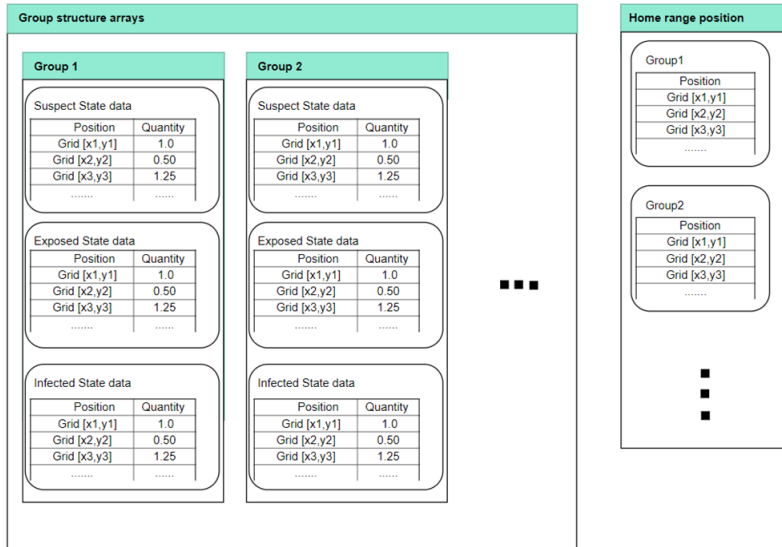 Group structure arrays
Group 1
Suspect State data
Position Quantity
Grid [x1,y1] 1.0
Grid [x2,y2] 0.50
Grid [x3,y3] 1.25
....... ......
Exposed State data
Position Quantity
Grid [x1,y1] 1.0
Grid [x2,y2] 0.50
Grid [x3,y3] 1.25
....... ......
Infected State data
Position Quantity
Grid [x1,y1] 1.0
Grid [x2,y2] 0.50
Grid [x3,y3] 1.25
....... ......
Group 2
Suspect State data
Position Quantity
Grid [x1,y1] 1.0
Grid [x2,y2] 0.50
Grid [x3,y3] 1.25
....... ......
Exposed State data
Position Quantity
Grid [x1,y1] 1.0
Grid [x2,y2] 0.50
Grid [x3,y3] 1.25
....... ......
Infected State data
Position Quantity
Grid [x1,y1] 1.0
Grid [x2,y2] 0.50
Grid [x3,y3] 1.25
....... ......
Home range position
Group1
Position
Grid [x1,y1]
Grid [x2,y2]
Grid [x3,y3]
......
Group2
Position
Grid [x1,y1]
Grid [x2,y2]
Grid [x3,y3]
......